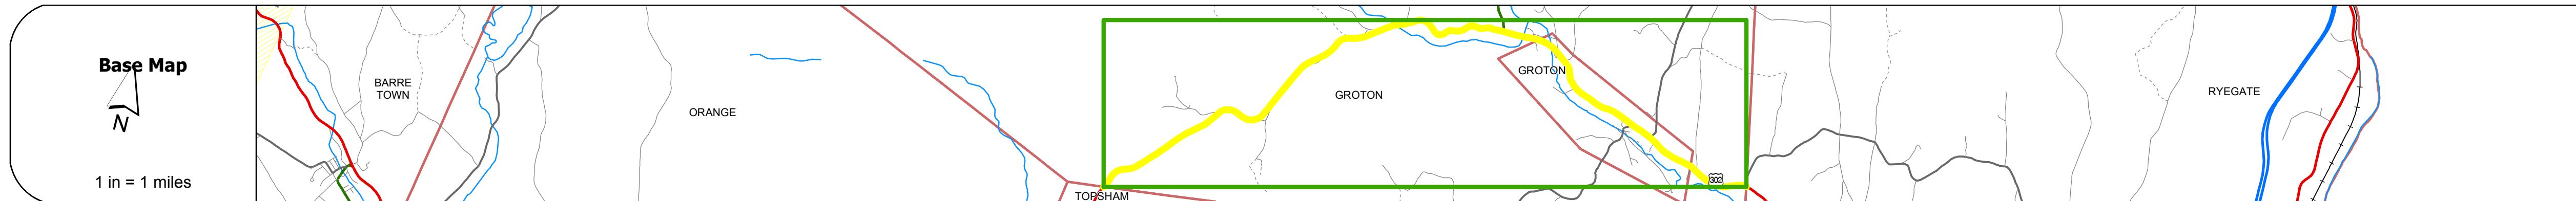 Base Map
N
1 in = 1 miles
BARRE
TOWN
ORANGE
TOPSHAM
GROTON
GROTON
302
RYEGATE